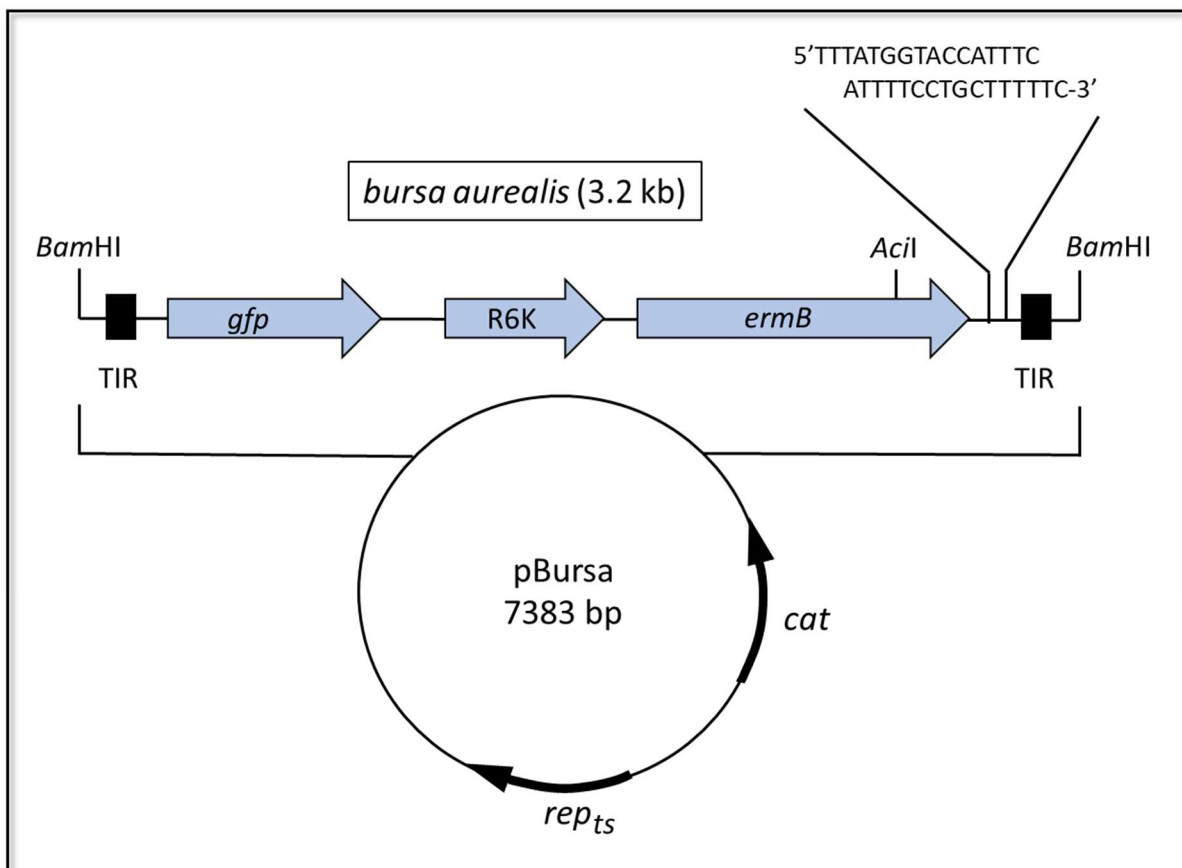 5’TTTATGGTACCATTTC
ATTTTCCTGCTTTTTC-3’
bursa aurealis (3.2 kb)
BamHI
AciI
BamHI
gfp
R6K
ermB
TIR
TIR
pBursa
7383 bp
cat
rep ts